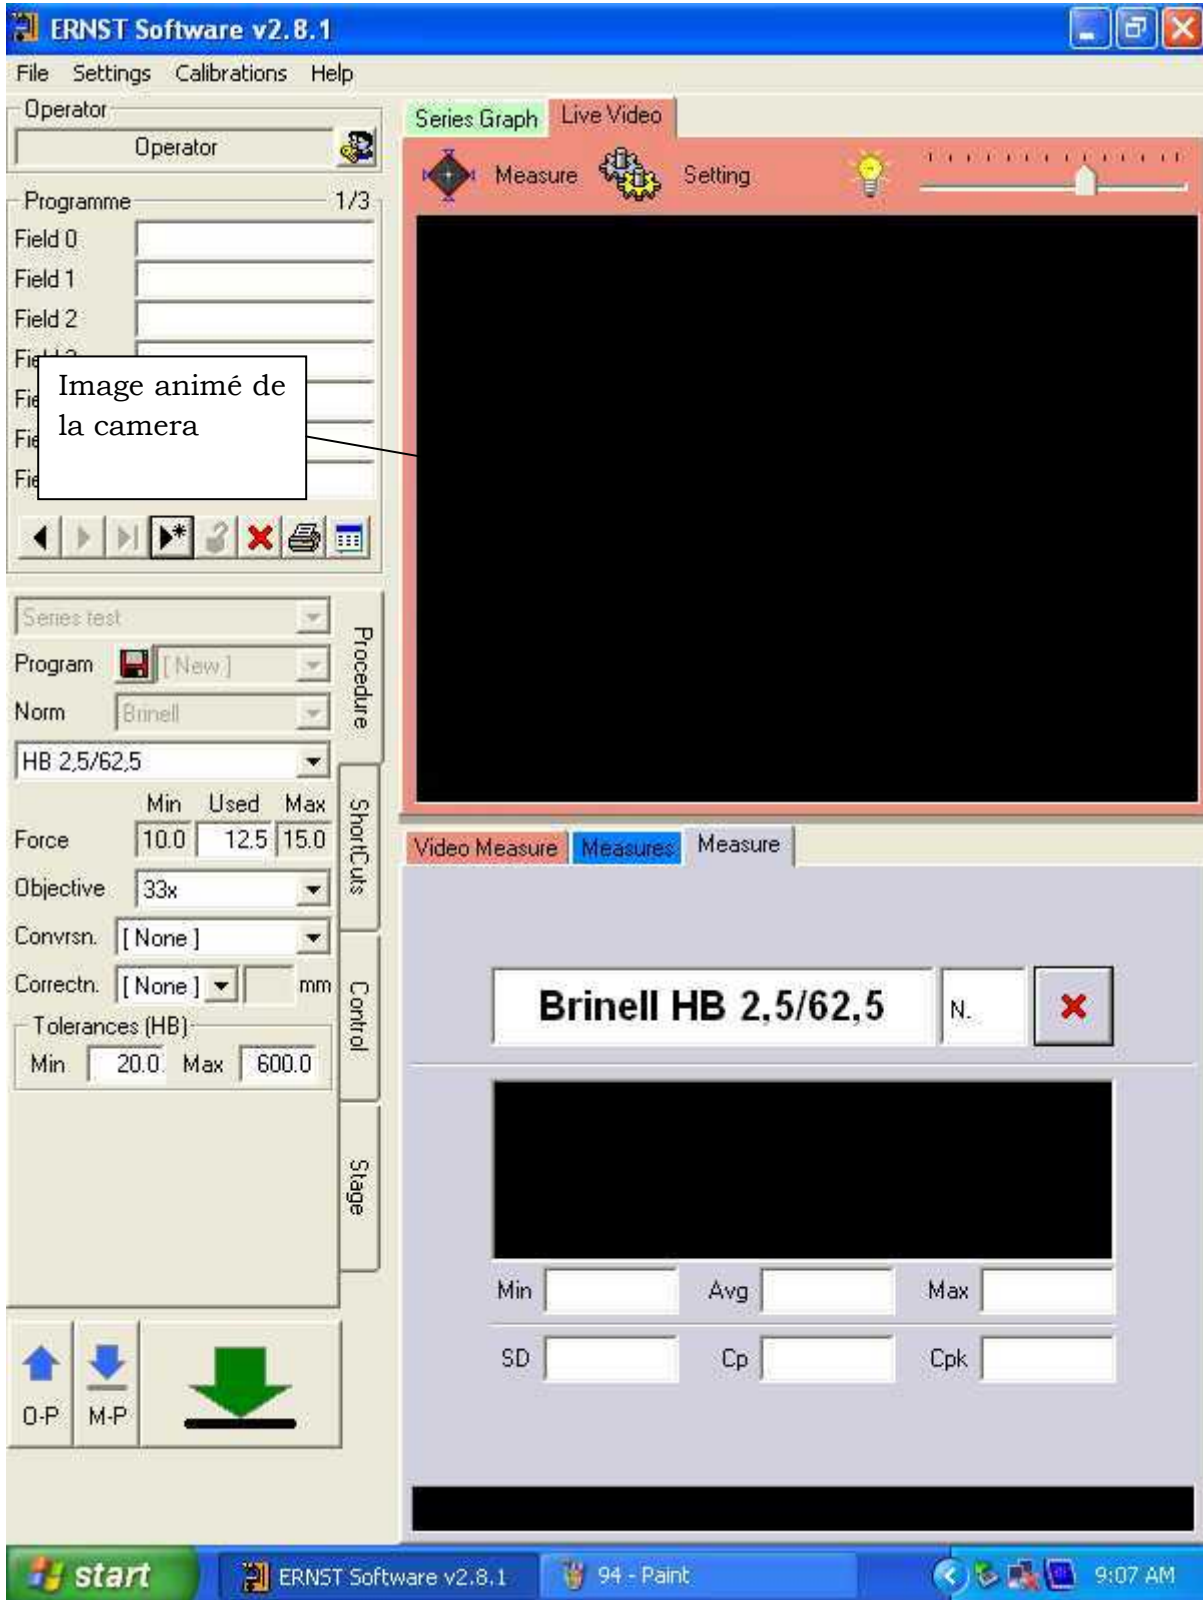 ERNST Software v2.8.1
File Settings Calibrations Help
Operator
Operator
Programme 1/3
Field 0
Field 1
Field 2
Image animé de
la camera
Series test
Program [ New ]
Norm Brinell
HB 2,5/62,5
Min Used Max
Force 10.0 12.5 15.0
Objective 33x
Convrsn. [ None ]
Correctn. [ None ] mm
Tolerances (HB)
Min 20.0 Max 600.0
Procedure
ShortCuts
Control
Stage
O-P M-P
Series Graph Live Video
Measure Setting
Video Measure Measures Measure
Brinell HB 2,5/62,5 N.
Min Avg Max
SD Cp Cpk
start ERNST Software v2.8.1 94 - Paint 9:07 AM